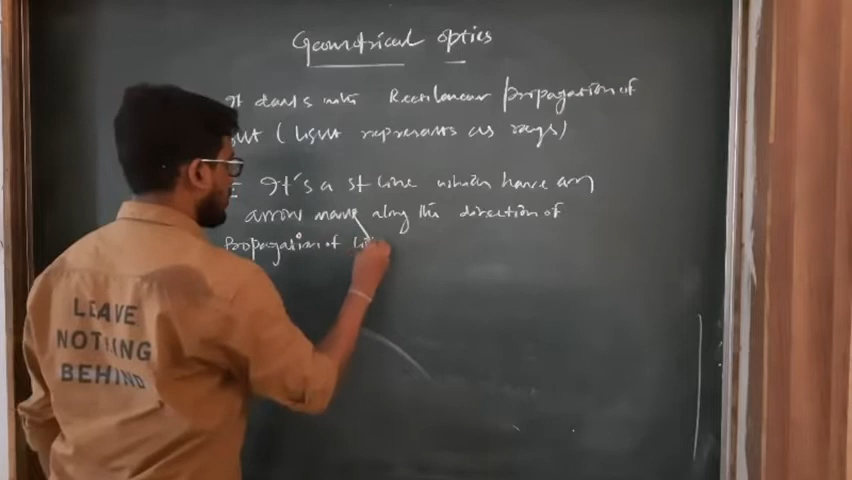 Geometrical optics
It deals with Rectilinear propagation of
(light represents as rays)
It's a st line which have an
arrow mark along the direction of
Propagation of
LEAVE
NOTHING
BEHIND